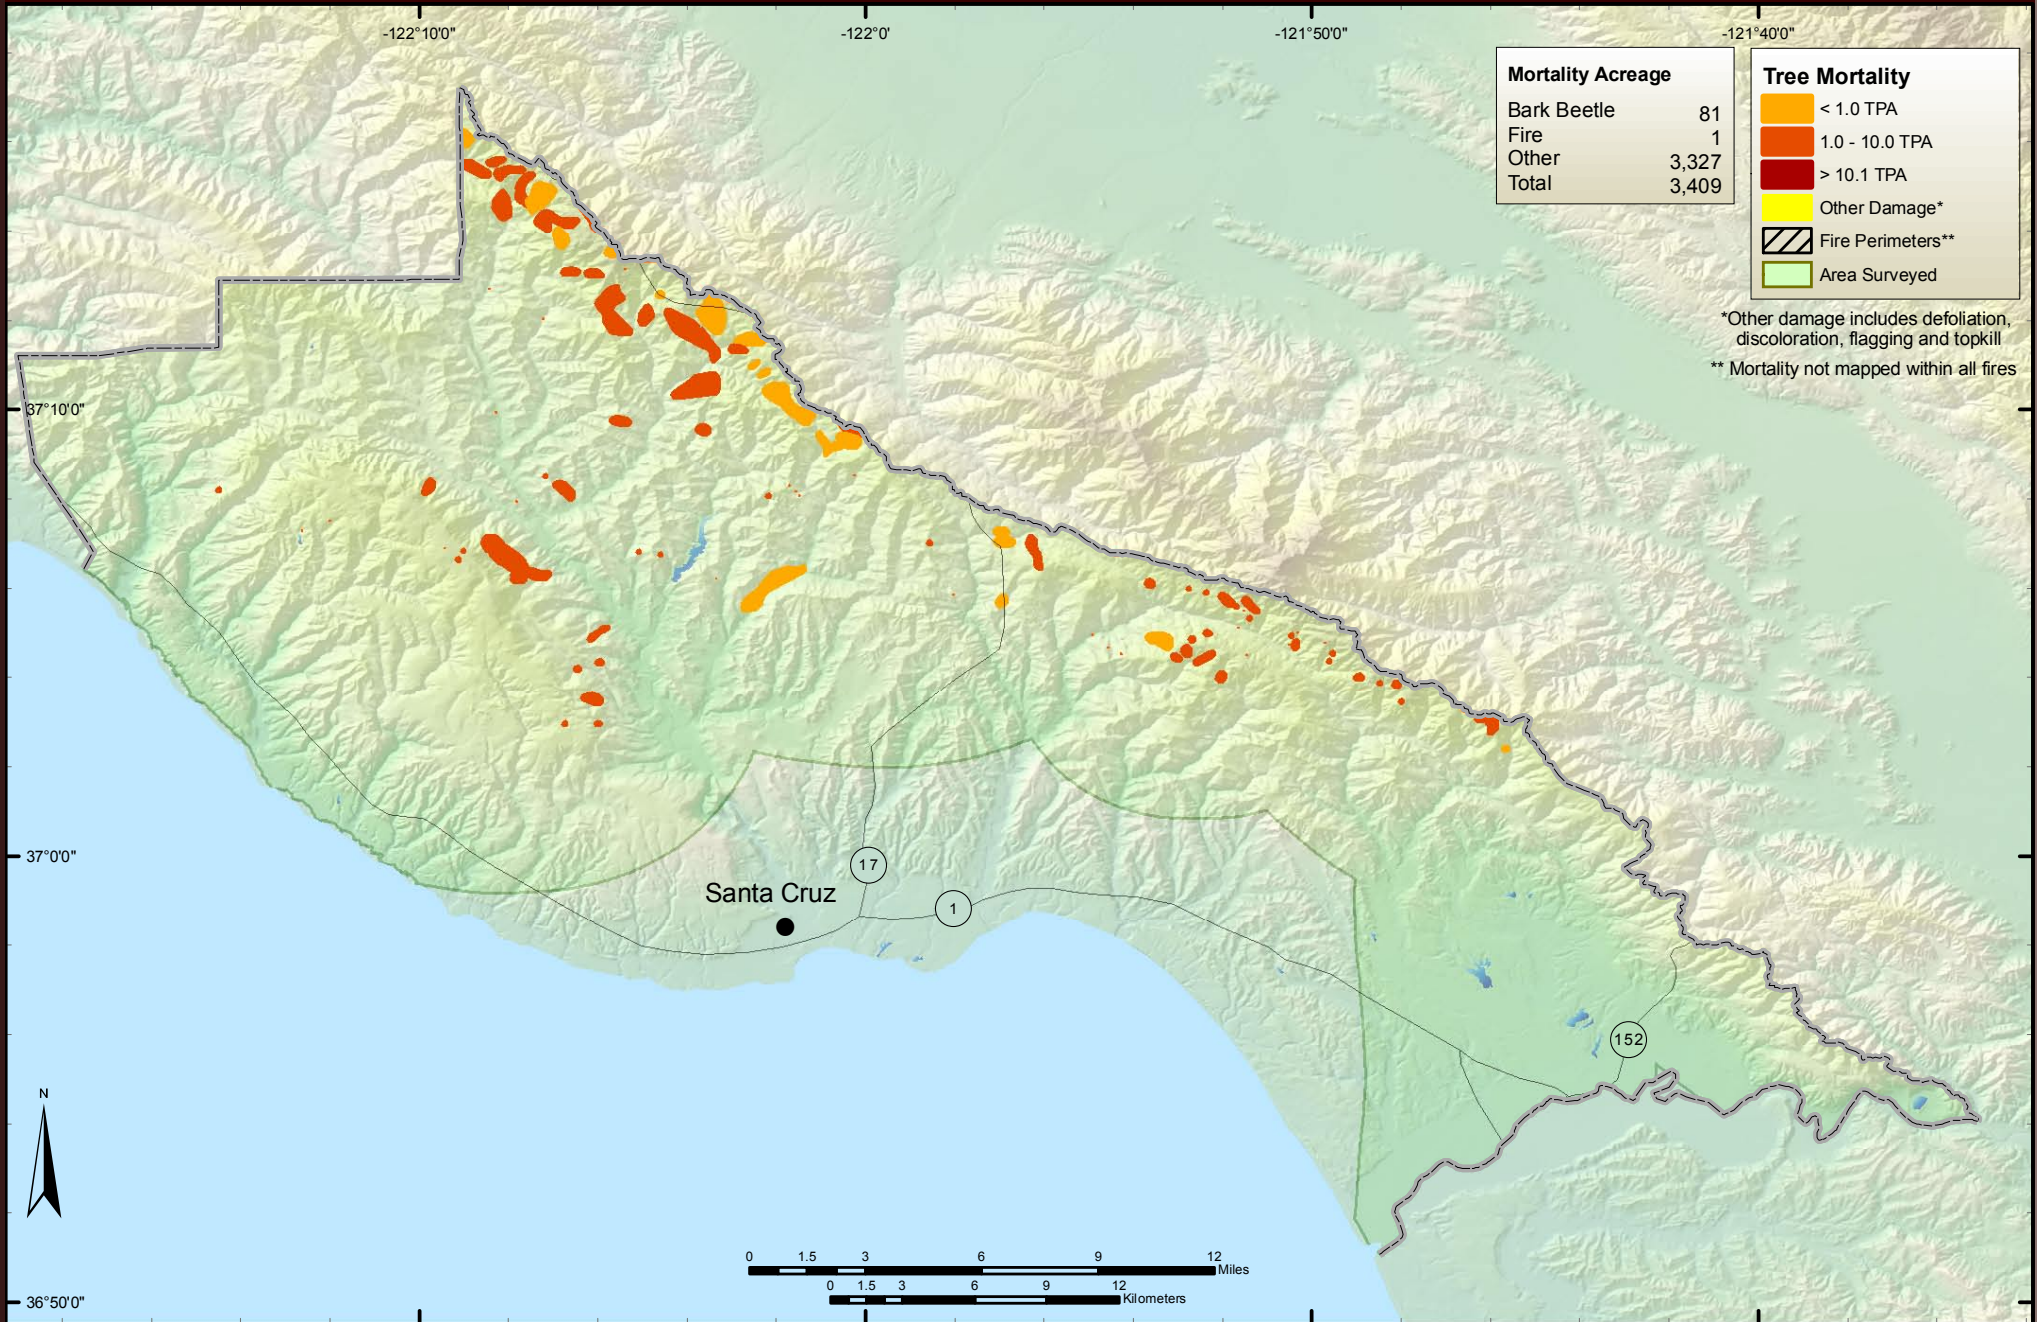 -122°10'0"
-122°0'
-121°50'0"
-121°40'0"
Mortality Acreage
Bark Beetle 81
Fire 1
Other 3,327
Total 3,409
Tree Mortality
< 1.0 TPA
1.0 - 10.0 TPA
> 10.1 TPA
Other Damage*
Fire Perimeters**
Area Surveyed
*Other damage includes defoliation,
discoloration, flagging and topkill
** Mortality not mapped within all fires
37°10'0"
37°0'0"
17
Santa Cruz
1
152
N
0 1.5 3 6 9 12
Miles
0 1.5 3 6 9 12
Kilometers
36°50'0"